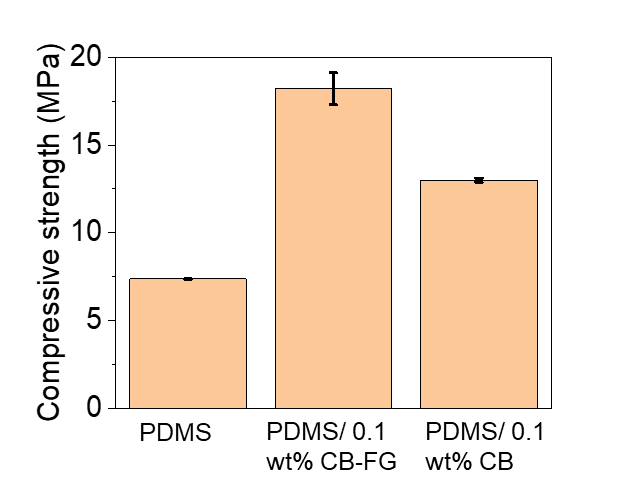 Compressive strength (MPa)
20
15
10
5
0
PDMS
PDMS/ 0.1
wt% CB-FG
PDMS/ 0.1
wt% CB